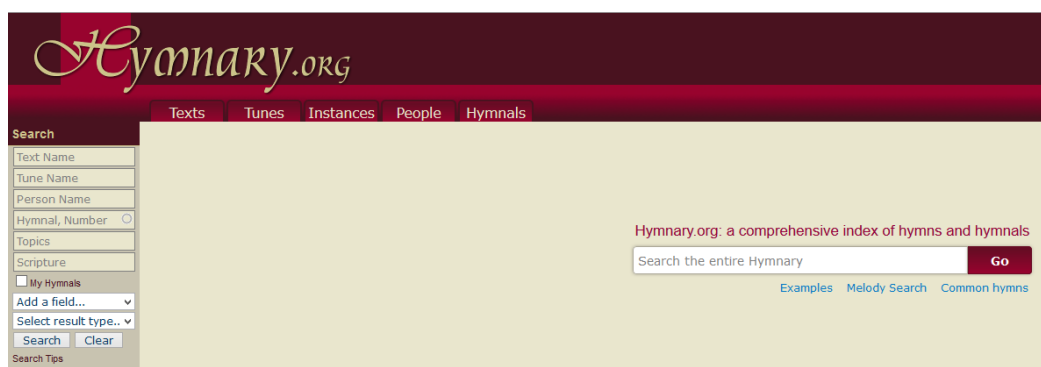 Hymnary.org
Texts Tunes Instances People Hymnals
Search
Text Name
Tune Name
Person Name
Hymnal, Number
Topics
Scripture
My Hymnals
Add a field...
Select result type..
Search Clear
Search Tips
Hymnary.org: a comprehensive index of hymns and hymnals
Search the entire Hymnary Go
Examples Melody Search Common hymns